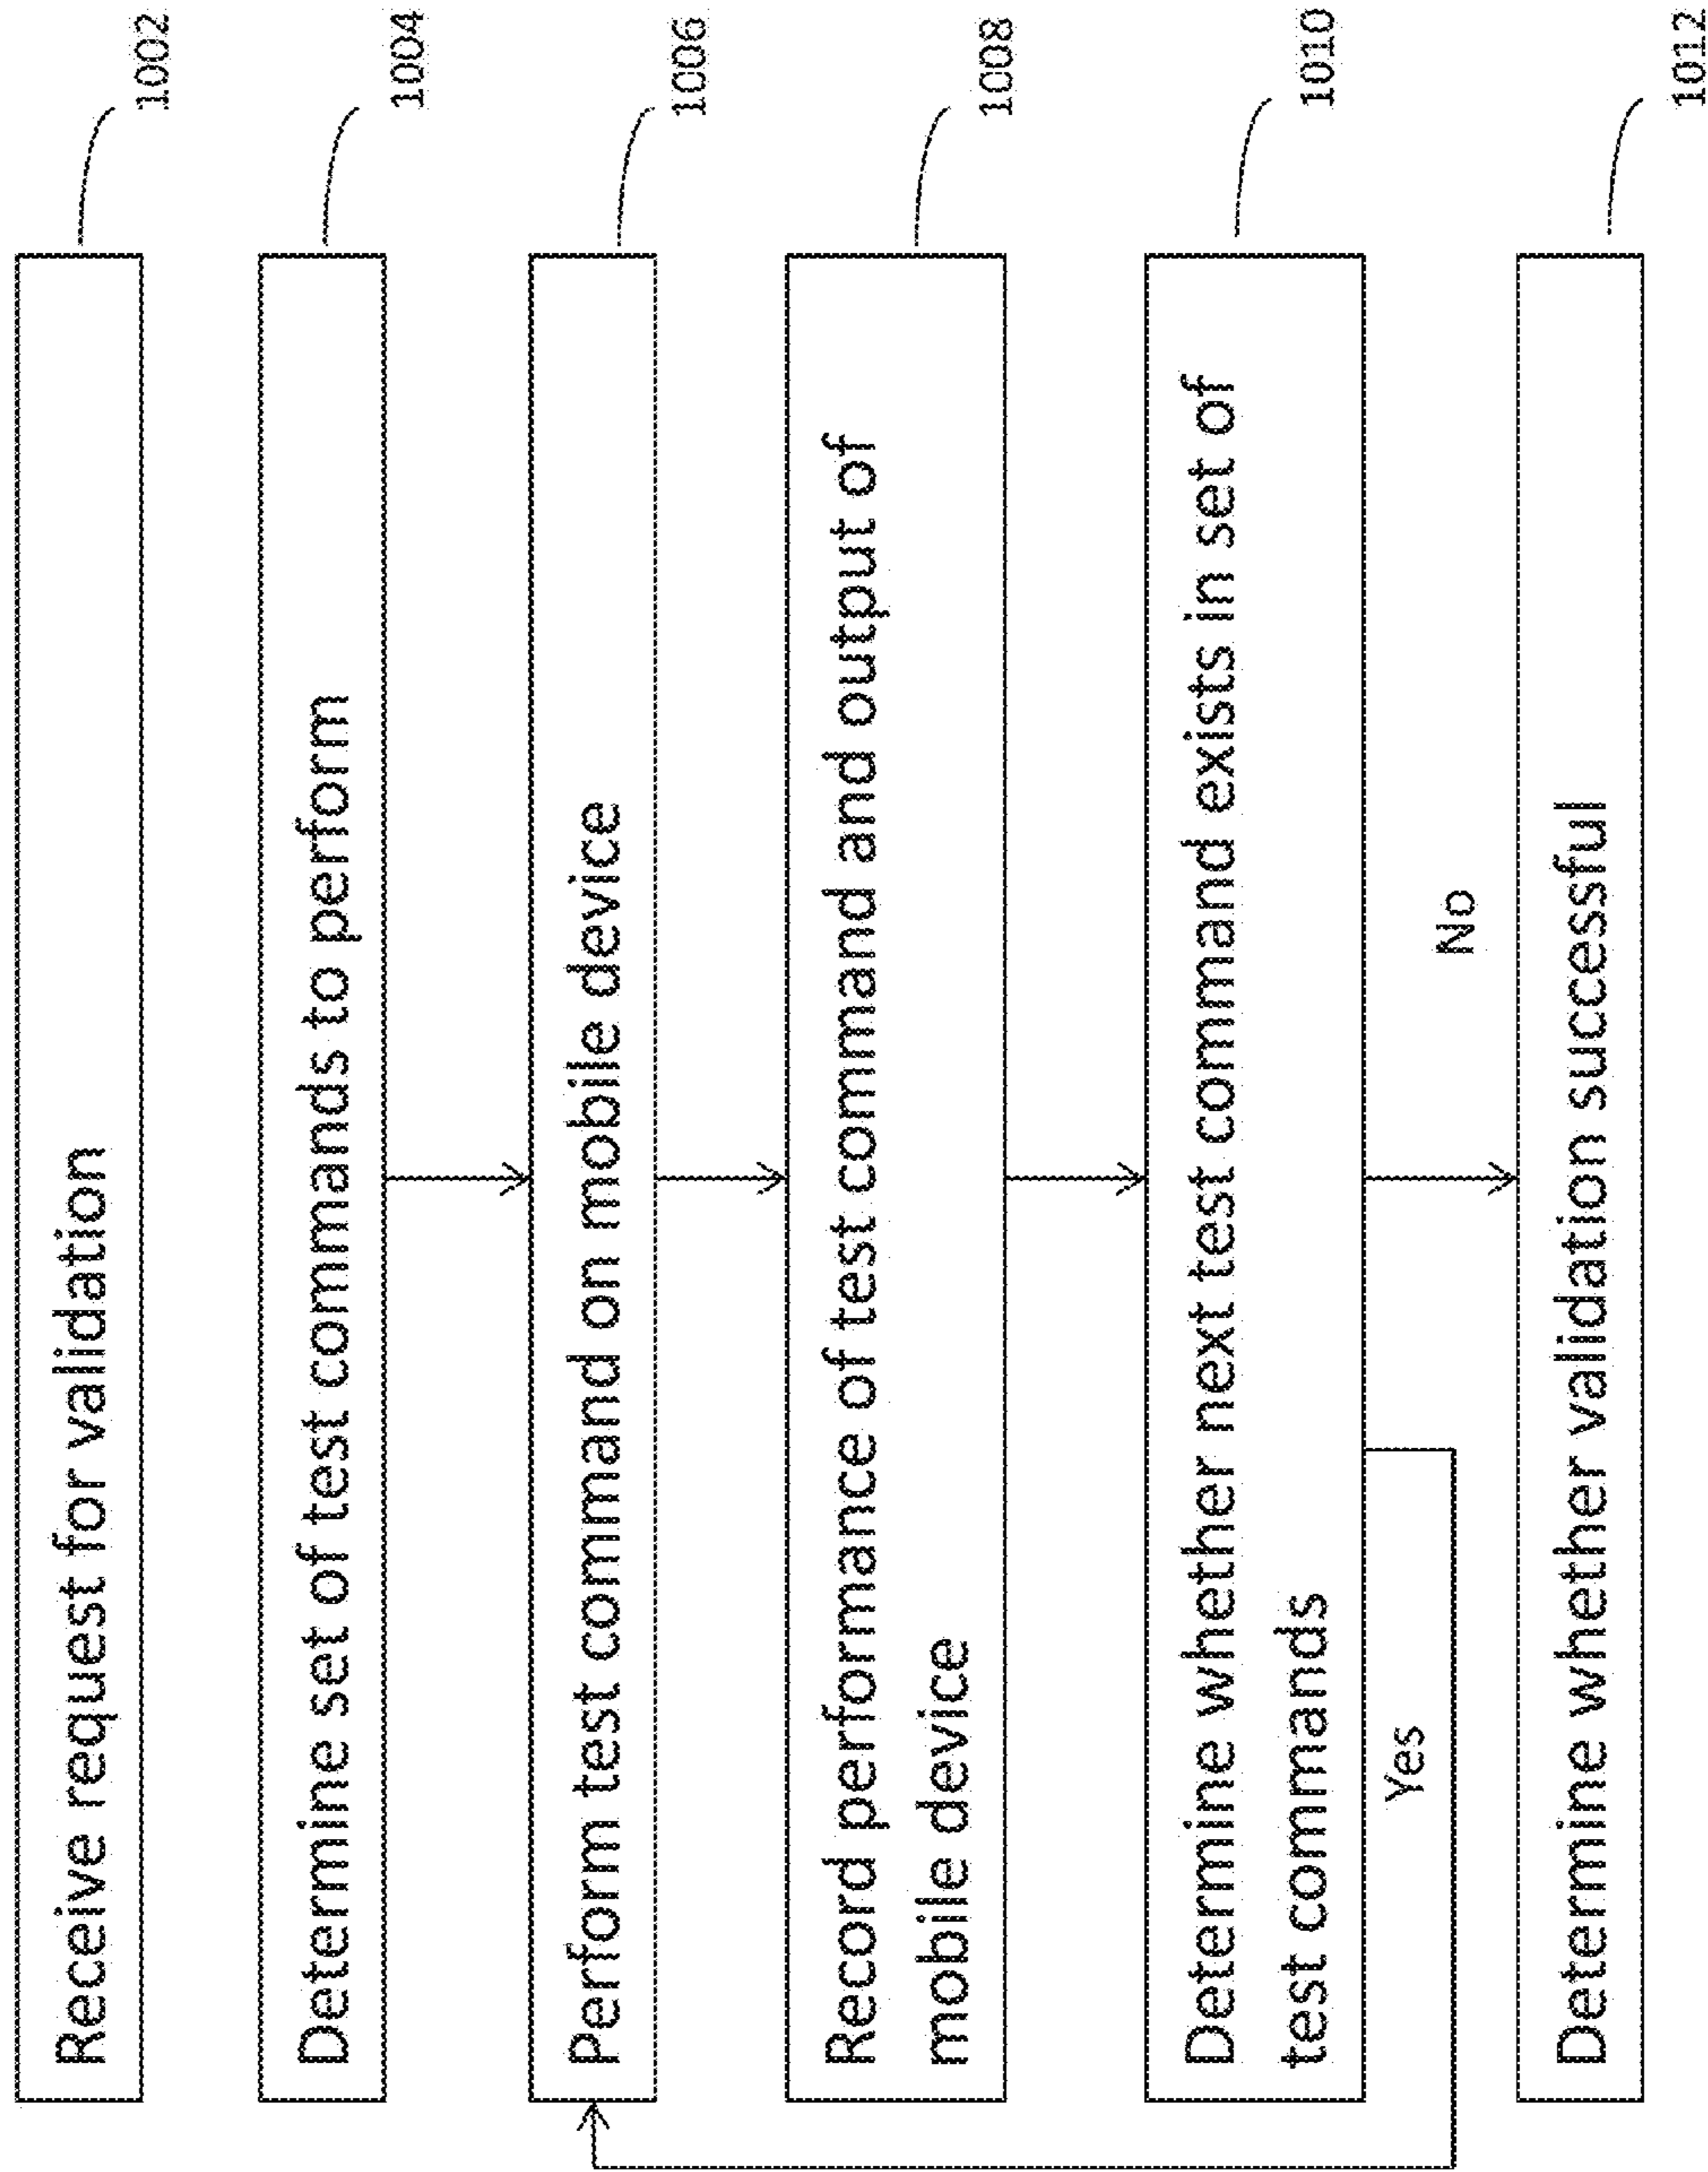 Receive request for validation
1002
Determine set of test commands to perform
1004
Perform test command on mobile device
1006
Record performance of test command and output of
mobile device
1008
Determine whether next test command exists in set of
test commands
1010
Yes
No
Determine whether validation successful
1012